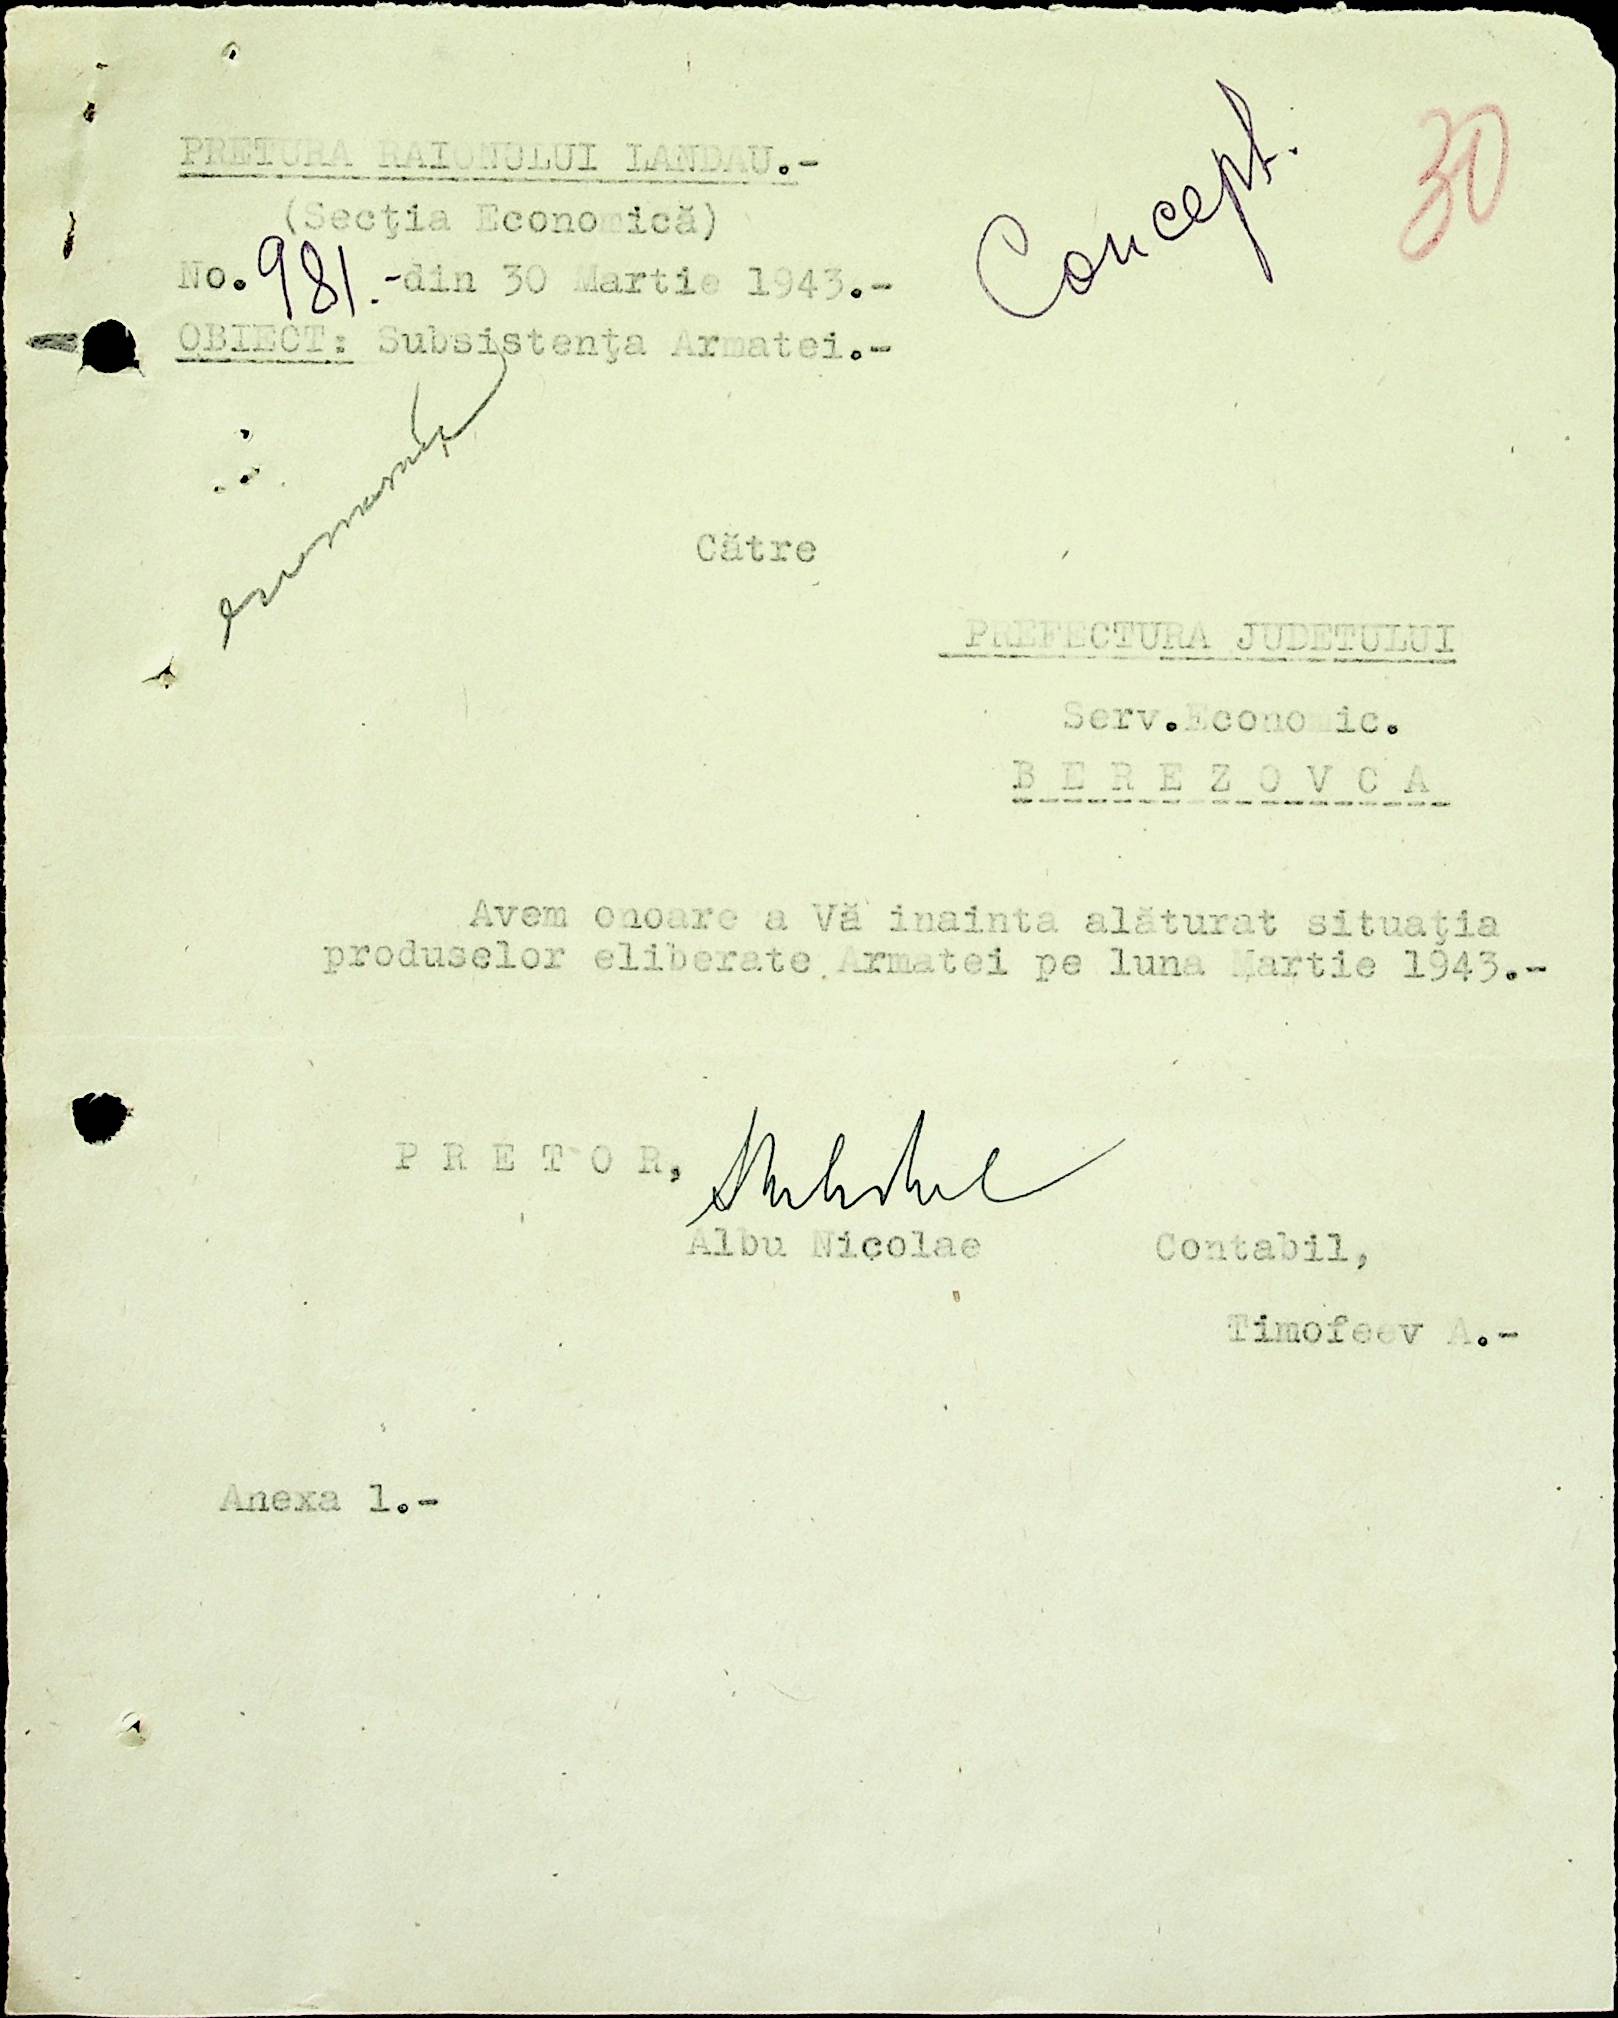 Concept.
30
PRETURA RAIONULUI LANDAU.-
(Secţia Economică)
No. 981.-din 30 Martie 1943.-
OBIECT: Subsistenţa Armatei.-
Către
PREFECTURA JUDETULUI
Serv.Economic.
B E R E Z O V C A
Avem onoare a Vă inainta alăturat situaţia
produselor eliberate Armatei pe luna Martie 1943.-
P R E T O R,
Albu Nicolae
Contabil,
Timofeev A.-
Anexa 1.-